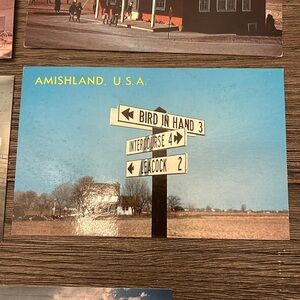 AMISHLAND, U.S.A.
BIRD IN HAND 3
INTERCOURSE 4
LEACOCK 2